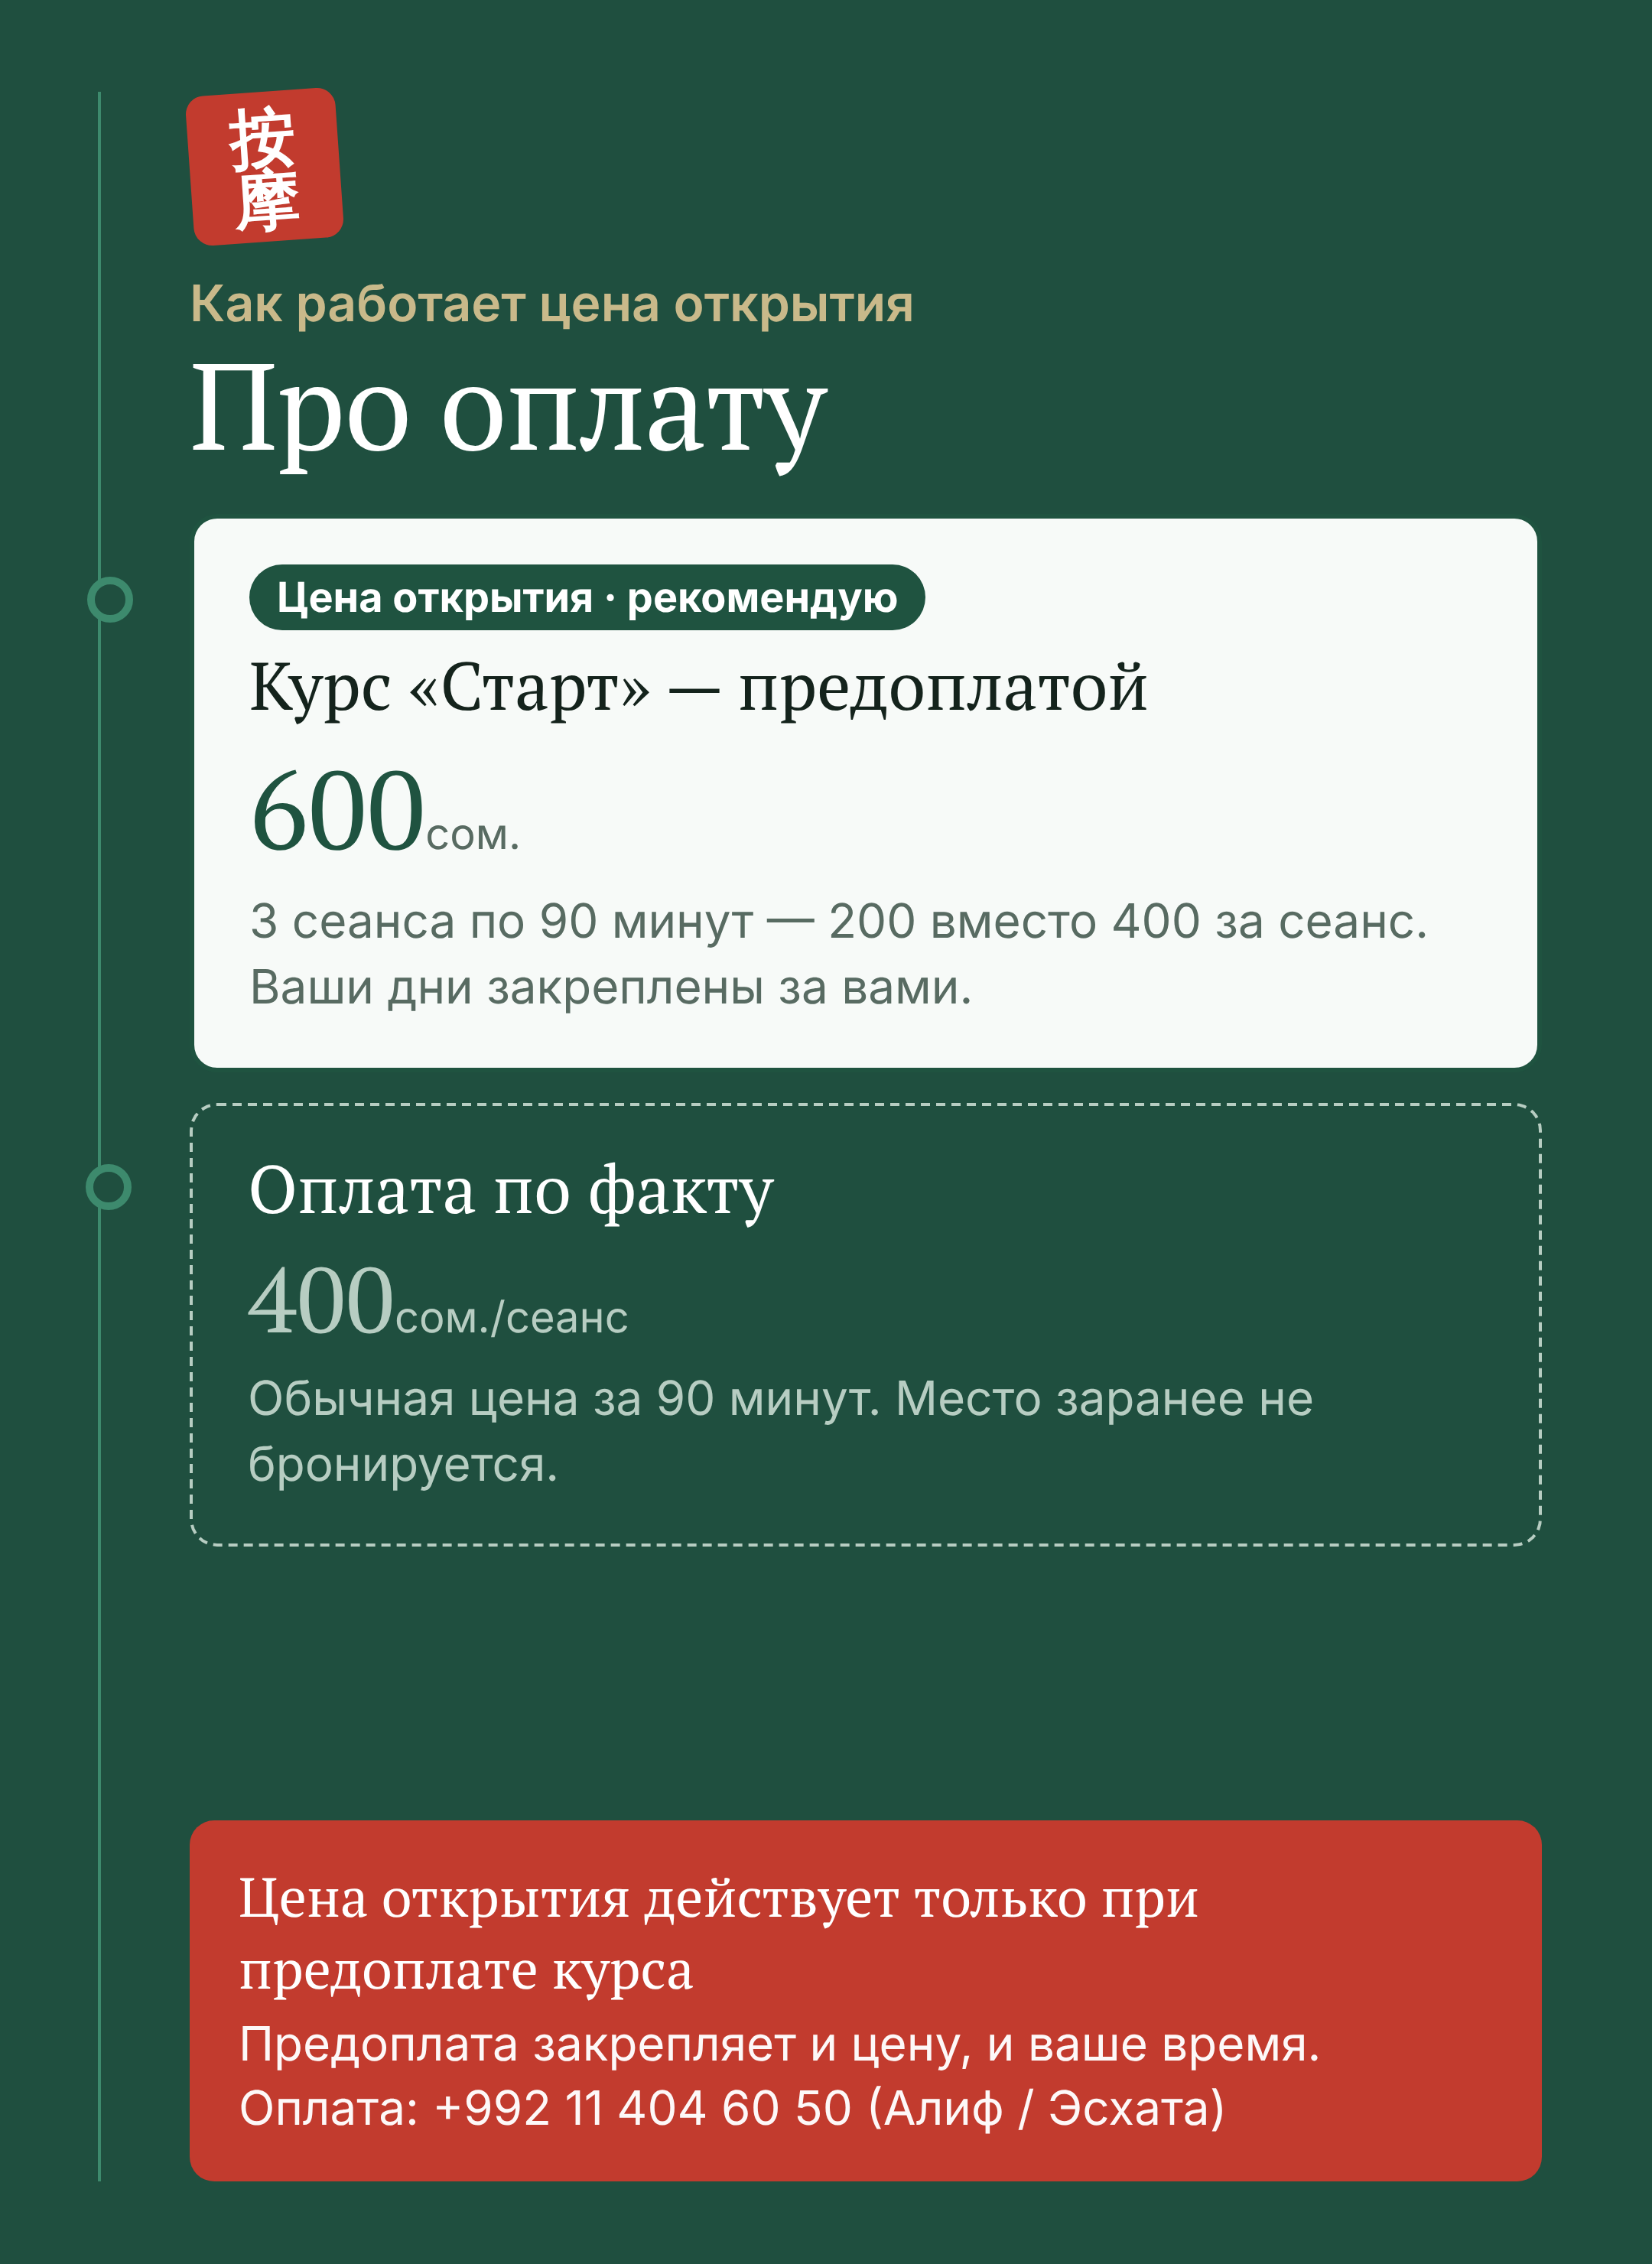 按
摩
Как работает цена открытия
Про оплату
Цена открытия · рекомендую
Курс «Старт» — предоплатой
600сом.
3 сеанса по 90 минут — 200 вместо 400 за сеанс.
Ваши дни закреплены за вами.
Оплата по факту
400сом./сеанс
Обычная цена за 90 минут. Место заранее не
бронируется.
Цена открытия действует только при
предоплате курса
Предоплата закрепляет и цену, и ваше время.
Оплата: +992 11 404 60 50 (Алиф / Эсхата)